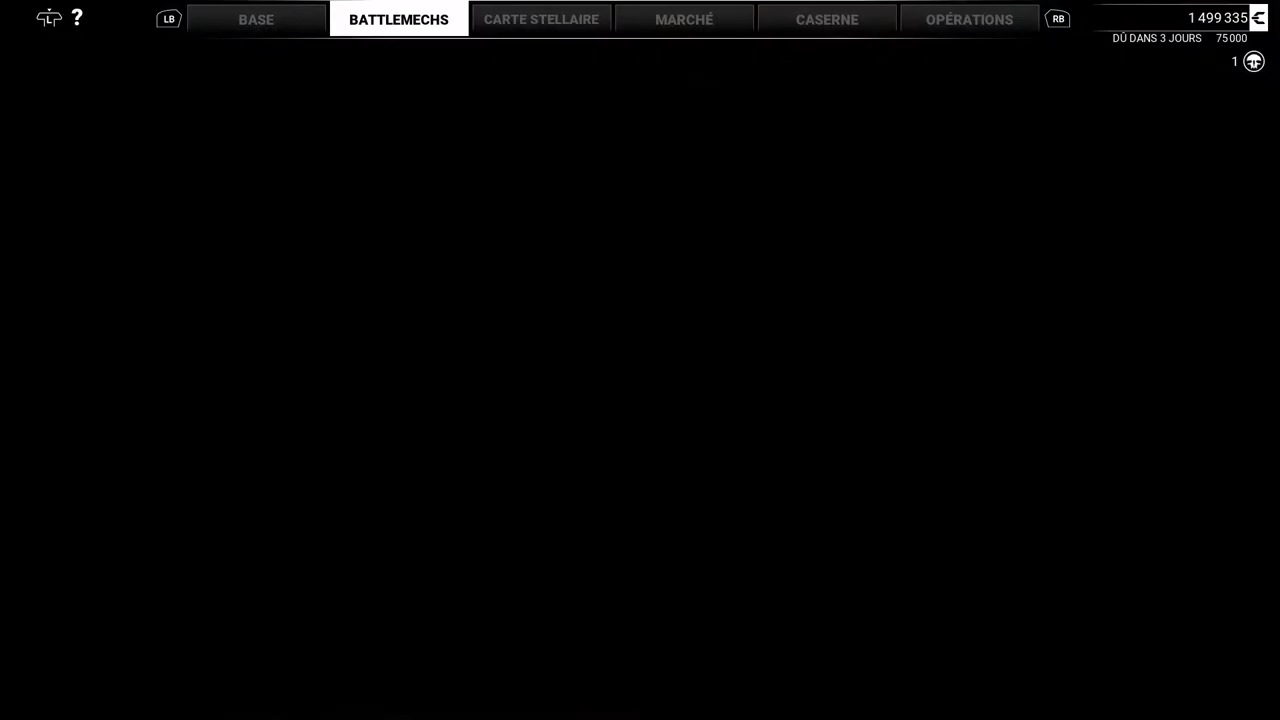 L ? LB BASE BATTLEMECHS CARTE STELLAIRE MARCHÉ CASERNE OPÉRATIONS RB 1 499 335
DÛ DANS 3 JOURS 75 000
1